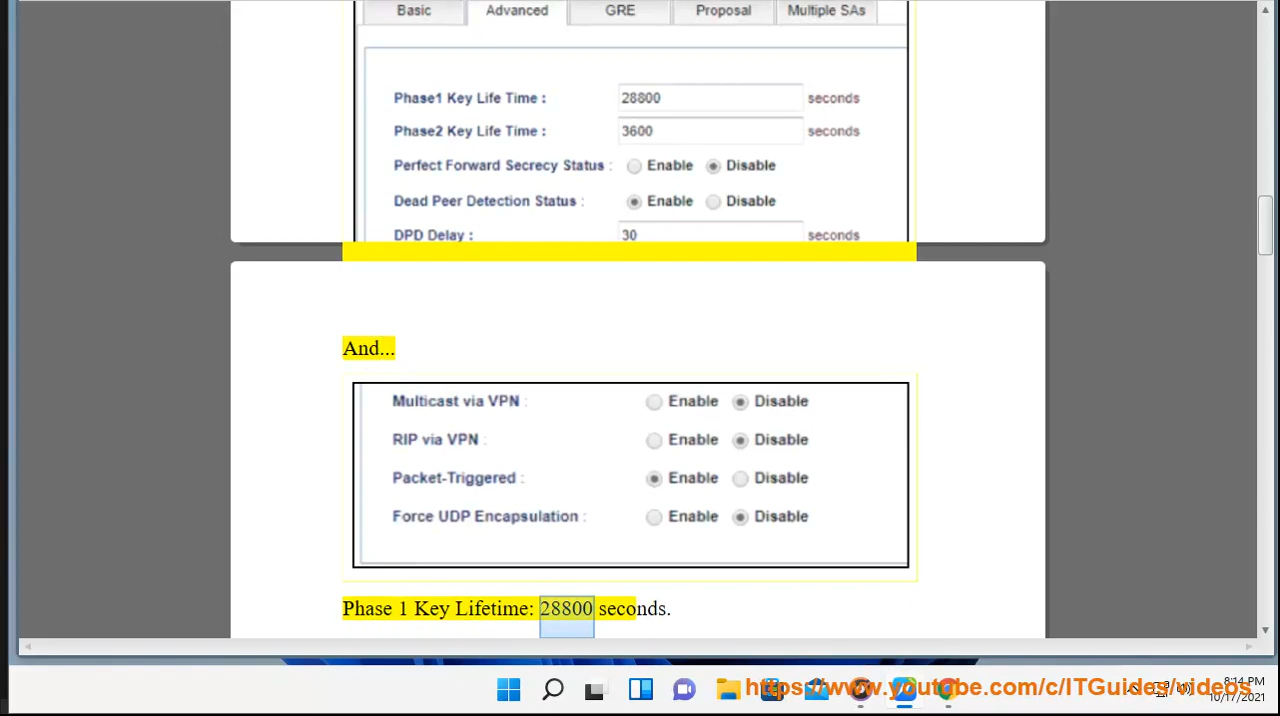 Basic Advanced GRE Proposal Multiple SAs
Phase1 Key Life Time : 28800 seconds
Phase2 Key Life Time : 3600 seconds
Perfect Forward Secrecy Status : Enable Disable
Dead Peer Detection Status : Enable Disable
DPD Delay : 30 seconds
And...
Multicast via VPN : Enable Disable
RIP via VPN : Enable Disable
Packet-Triggered : Enable Disable
Force UDP Encapsulation : Enable Disable
Phase 1 Key Lifetime: 28800 seconds.
https://www.youtube.com/c/ITGuides/videos
8:14 PM
10/17/2021